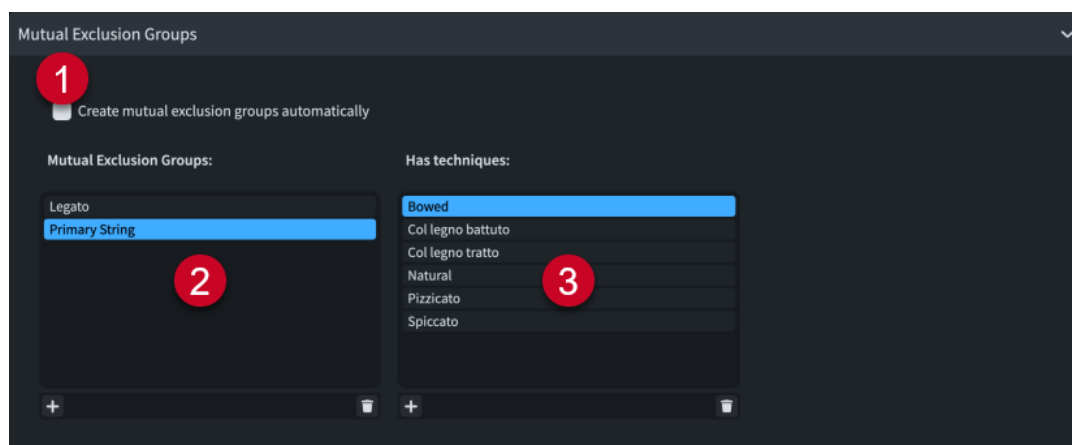 Mutual Exclusion Groups
1
Create mutual exclusion groups automatically
Mutual Exclusion Groups:
Has techniques:
Legato
Primary String
2
Bowed
Col legno battuto
Col legno tratto
Natural
3
Pizzicato
Spiccato